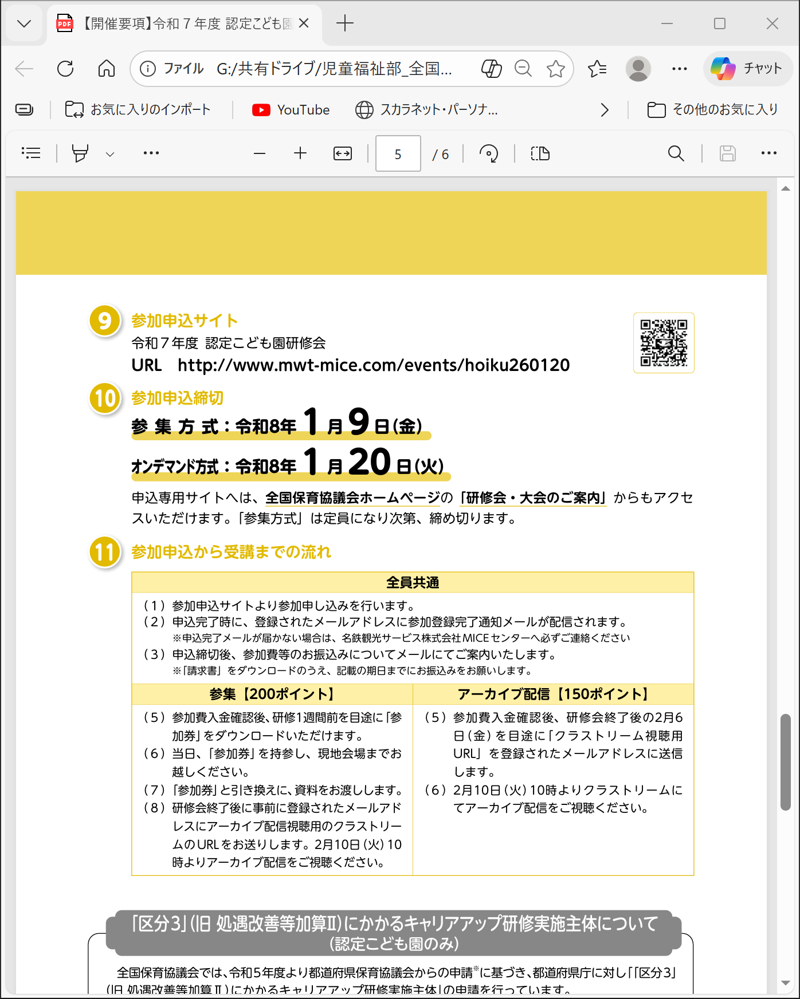 【開催要項】令和７年度 認定こども園
ファイル G:/共有ドライブ/児童福祉部_全国...
チャット
お気に入りのインポート YouTube スカラネット・パーソナ... その他のお気に入り
5 / 6
9 参加申込サイト
令和７年度 認定こども園研修会
URL http://www.mwt-mice.com/events/hoiku260120
10 参加申込締切
参集方式：令和8年1月9日(金)
オンデマンド方式：令和8年1月20日(火)
申込専用サイトへは、全国保育協議会ホームページの「研修会・大会のご案内」からもアクセ
スいただけます。「参集方式」は定員になり次第、締め切ります。
11 参加申込から受講までの流れ
全員共通
（１）参加申込サイトより参加申し込みを行います。
（２）申込完了時に、登録されたメールアドレスに参加登録完了通知メールが配信されます。
※申込完了メールが届かない場合は、名鉄観光サービス株式会社MICEセンターへ必ずご連絡ください
（３）申込締切後、参加費等のお振込みについてメールにてご案内いたします。
※「請求書」をダウンロードのうえ、記載の期日までにお振込みをお願いします。
参集【200ポイント】
（５）参加費入金確認後、研修1週間前を目途に「参
加券」をダウンロードいただけます。
（６）当日、「参加券」を持参し、現地会場までお
越しください。
（７）「参加券」と引き換えに、資料をお渡しします。
（８）研修会終了後に事前に登録されたメールアド
レスにアーカイブ配信視聴用のクラストリー
ムのURLをお送りします。2月10日（火）10
時よりアーカイブ配信をご視聴ください。
アーカイブ配信【150ポイント】
（５）参加費入金確認後、研修会終了後の2月6
日（金）を目途に「クラストリーム視聴用
URL」を登録されたメールアドレスに送信
します。
（６）2月10日（火）10時よりクラストリームに
てアーカイブ配信をご視聴ください。
「区分3」（旧 処遇改善等加算Ⅱ）にかかるキャリアアップ研修実施主体について
（認定こども園のみ）
全国保育協議会では、令和5年度より都道府県保育協議会からの申請※に基づき、都道府県庁に対し「「区分3」
（旧 処遇改善等加算Ⅱ）にかかるキャリアアップ研修実施主体」の申請を行っています。